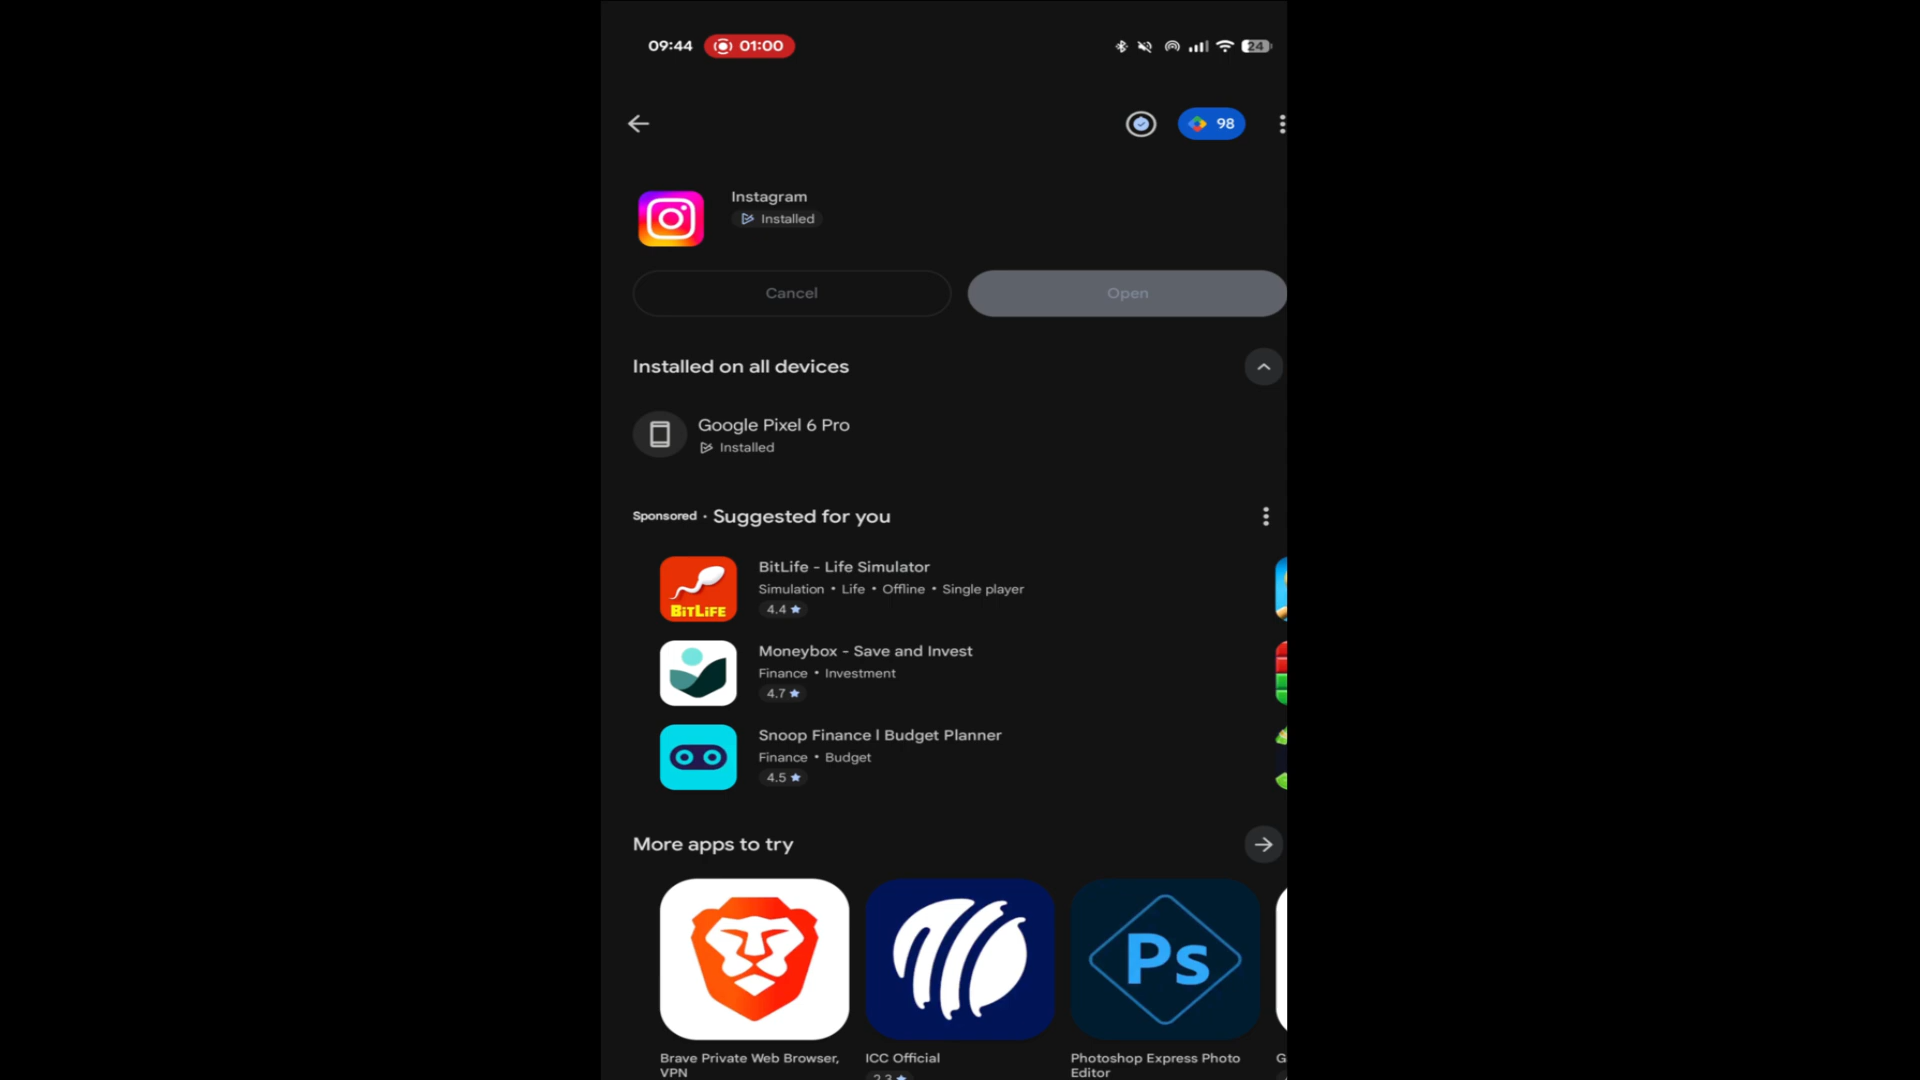 09:44 01:00 24
98
Instagram
Installed
Cancel Open
Installed on all devices
Google Pixel 6 Pro
Installed
Sponsored · Suggested for you
BitLife - Life Simulator
Simulation • Life • Offline • Single player
4.4 ★
BITLIFE
Moneybox - Save and Invest
Finance • Investment
4.7 ★
Snoop Finance l Budget Planner
Finance • Budget
4.5 ★
More apps to try
Ps
Brave Private Web Browser, VPN
ICC Official
2.3 ★
Photoshop Express Photo Editor
G